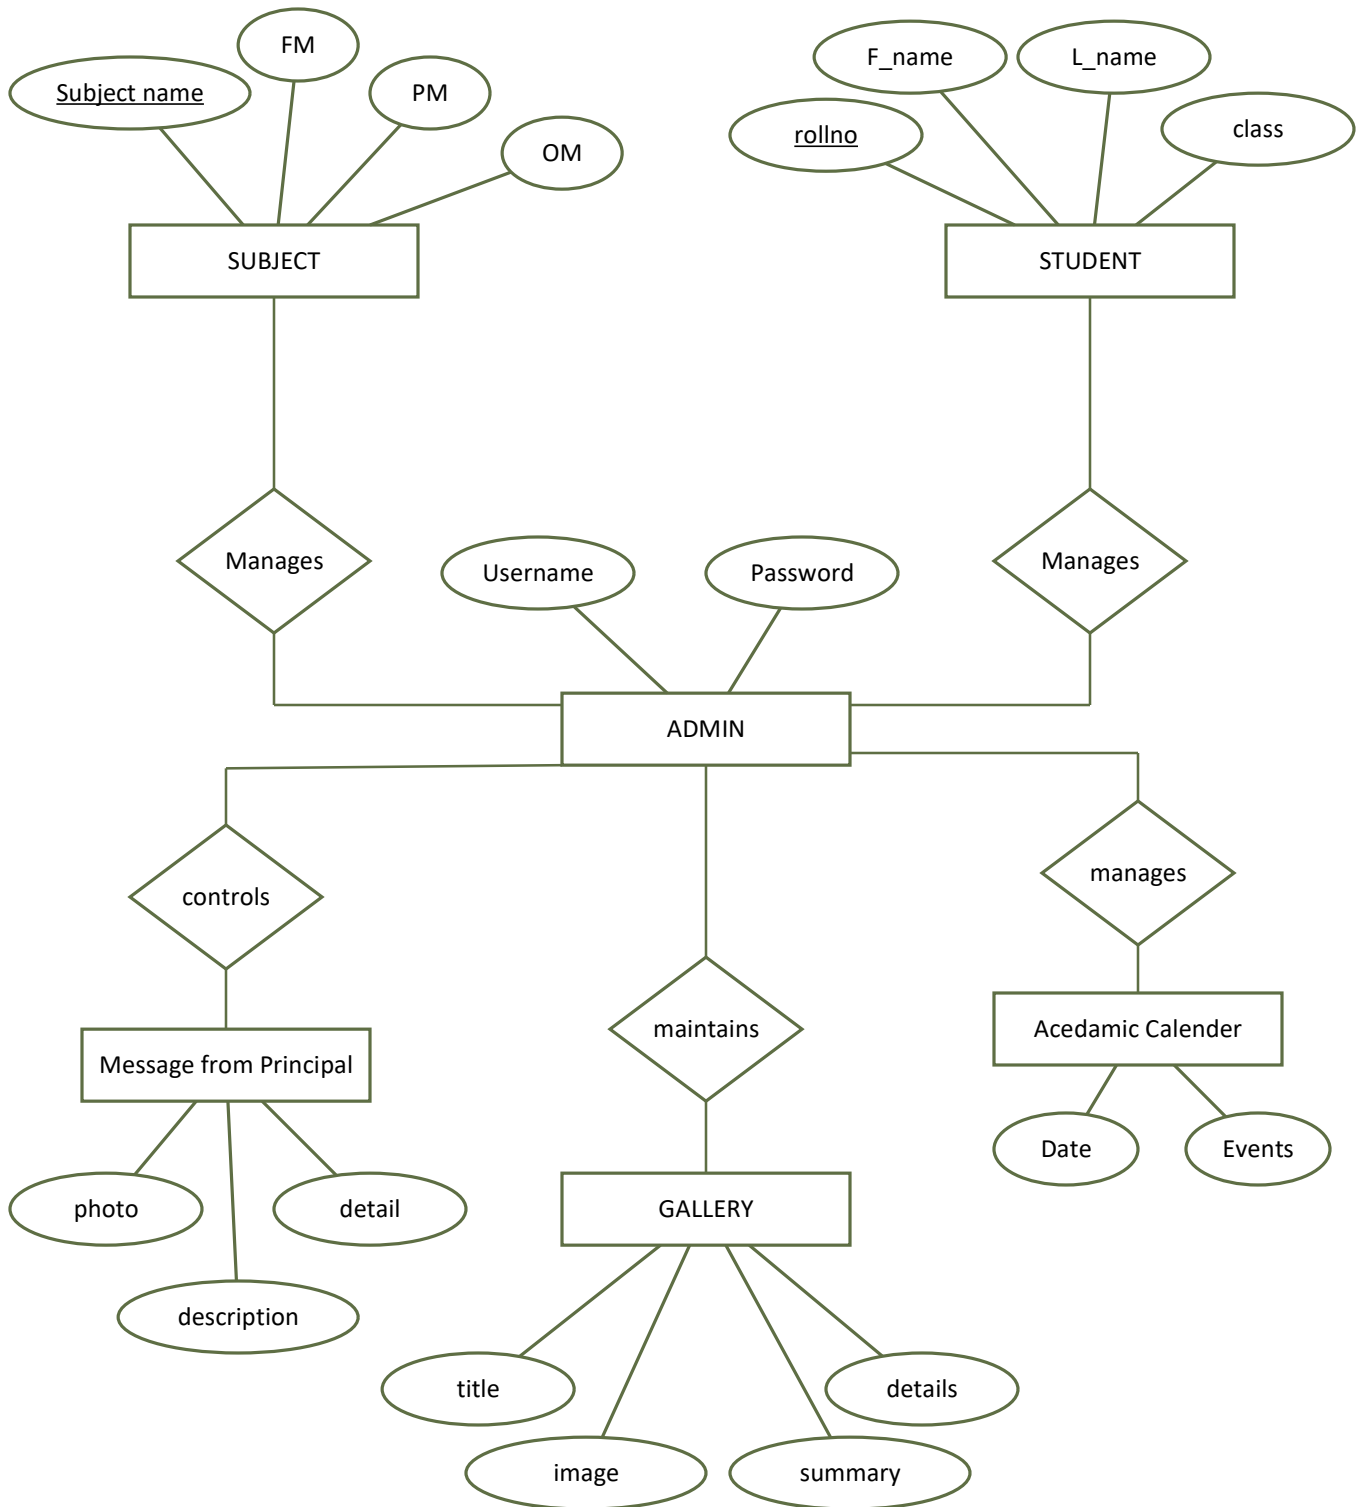 FM
Subject name
PM
OM
F_name
L_name
rollno
class
SUBJECT
STUDENT
Manages
Username
Password
Manages
ADMIN
controls
manages
maintains
Message from Principal
Acedamic Calender
photo
detail
description
Date
Events
GALLERY
title
details
image
summary